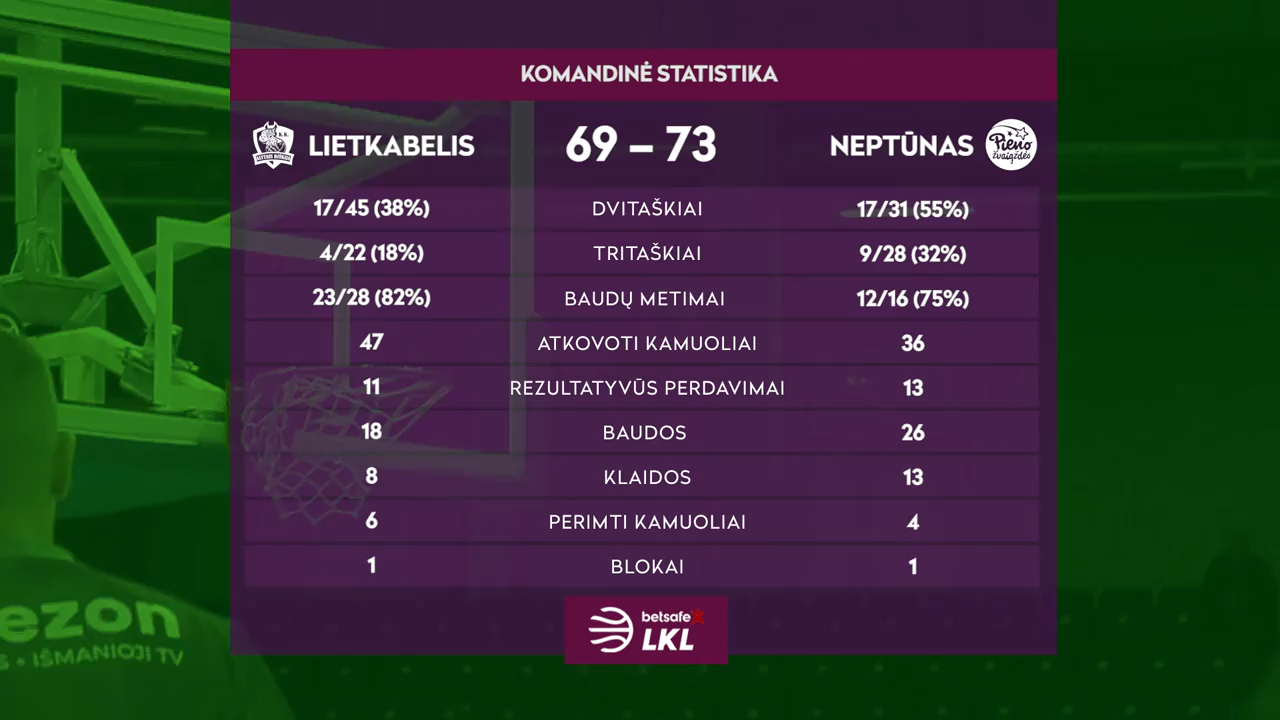 KOMANDINĖ STATISTIKA
LIETKABELIS 69 – 73 NEPTŪNAS Pieno žvaigždės
17/45 (38%) DVITAŠKIAI 17/31 (55%)
4/22 (18%) TRITAŠKIAI 9/28 (32%)
23/28 (82%) BAUDŲ METIMAI 12/16 (75%)
47 ATKOVOTI KAMUOLIAI 36
11 REZULTATYVŪS PERDAVIMAI 13
18 BAUDOS 26
8 KLAIDOS 13
6 PERIMTI KAMUOLIAI 4
1 BLOKAI 1
betsafe
LKL
ezon
S + IŠMANIOJI TV